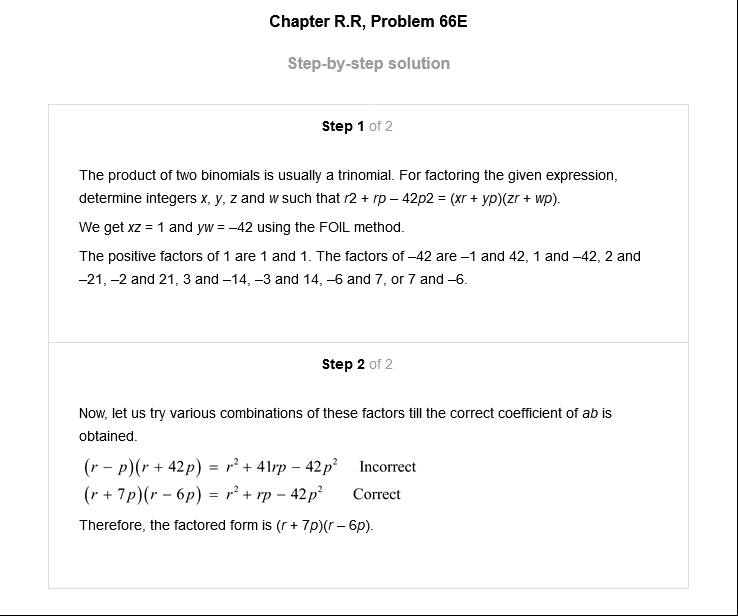 Chapter R.R, Problem 66E
Step-by-step solution
Step 1 of 2
The product of two binomials is usually a trinomial. For factoring the given expression,
determine integers x, y, z and w such that r2 + rp – 42p2 = (xr + yp)(zr + wp).
We get xz = 1 and yw = –42 using the FOIL method.
The positive factors of 1 are 1 and 1. The factors of –42 are –1 and 42, 1 and –42, 2 and
–21, –2 and 21, 3 and –14, –3 and 14, –6 and 7, or 7 and –6.
Step 2 of 2
Now, let us try various combinations of these factors till the correct coefficient of ab is
obtained.
(r − p)(r + 42p) = r² + 41rp − 42p² Incorrect
(r + 7p)(r − 6p) = r² + rp − 42p² Correct
Therefore, the factored form is (r + 7p)(r – 6p).